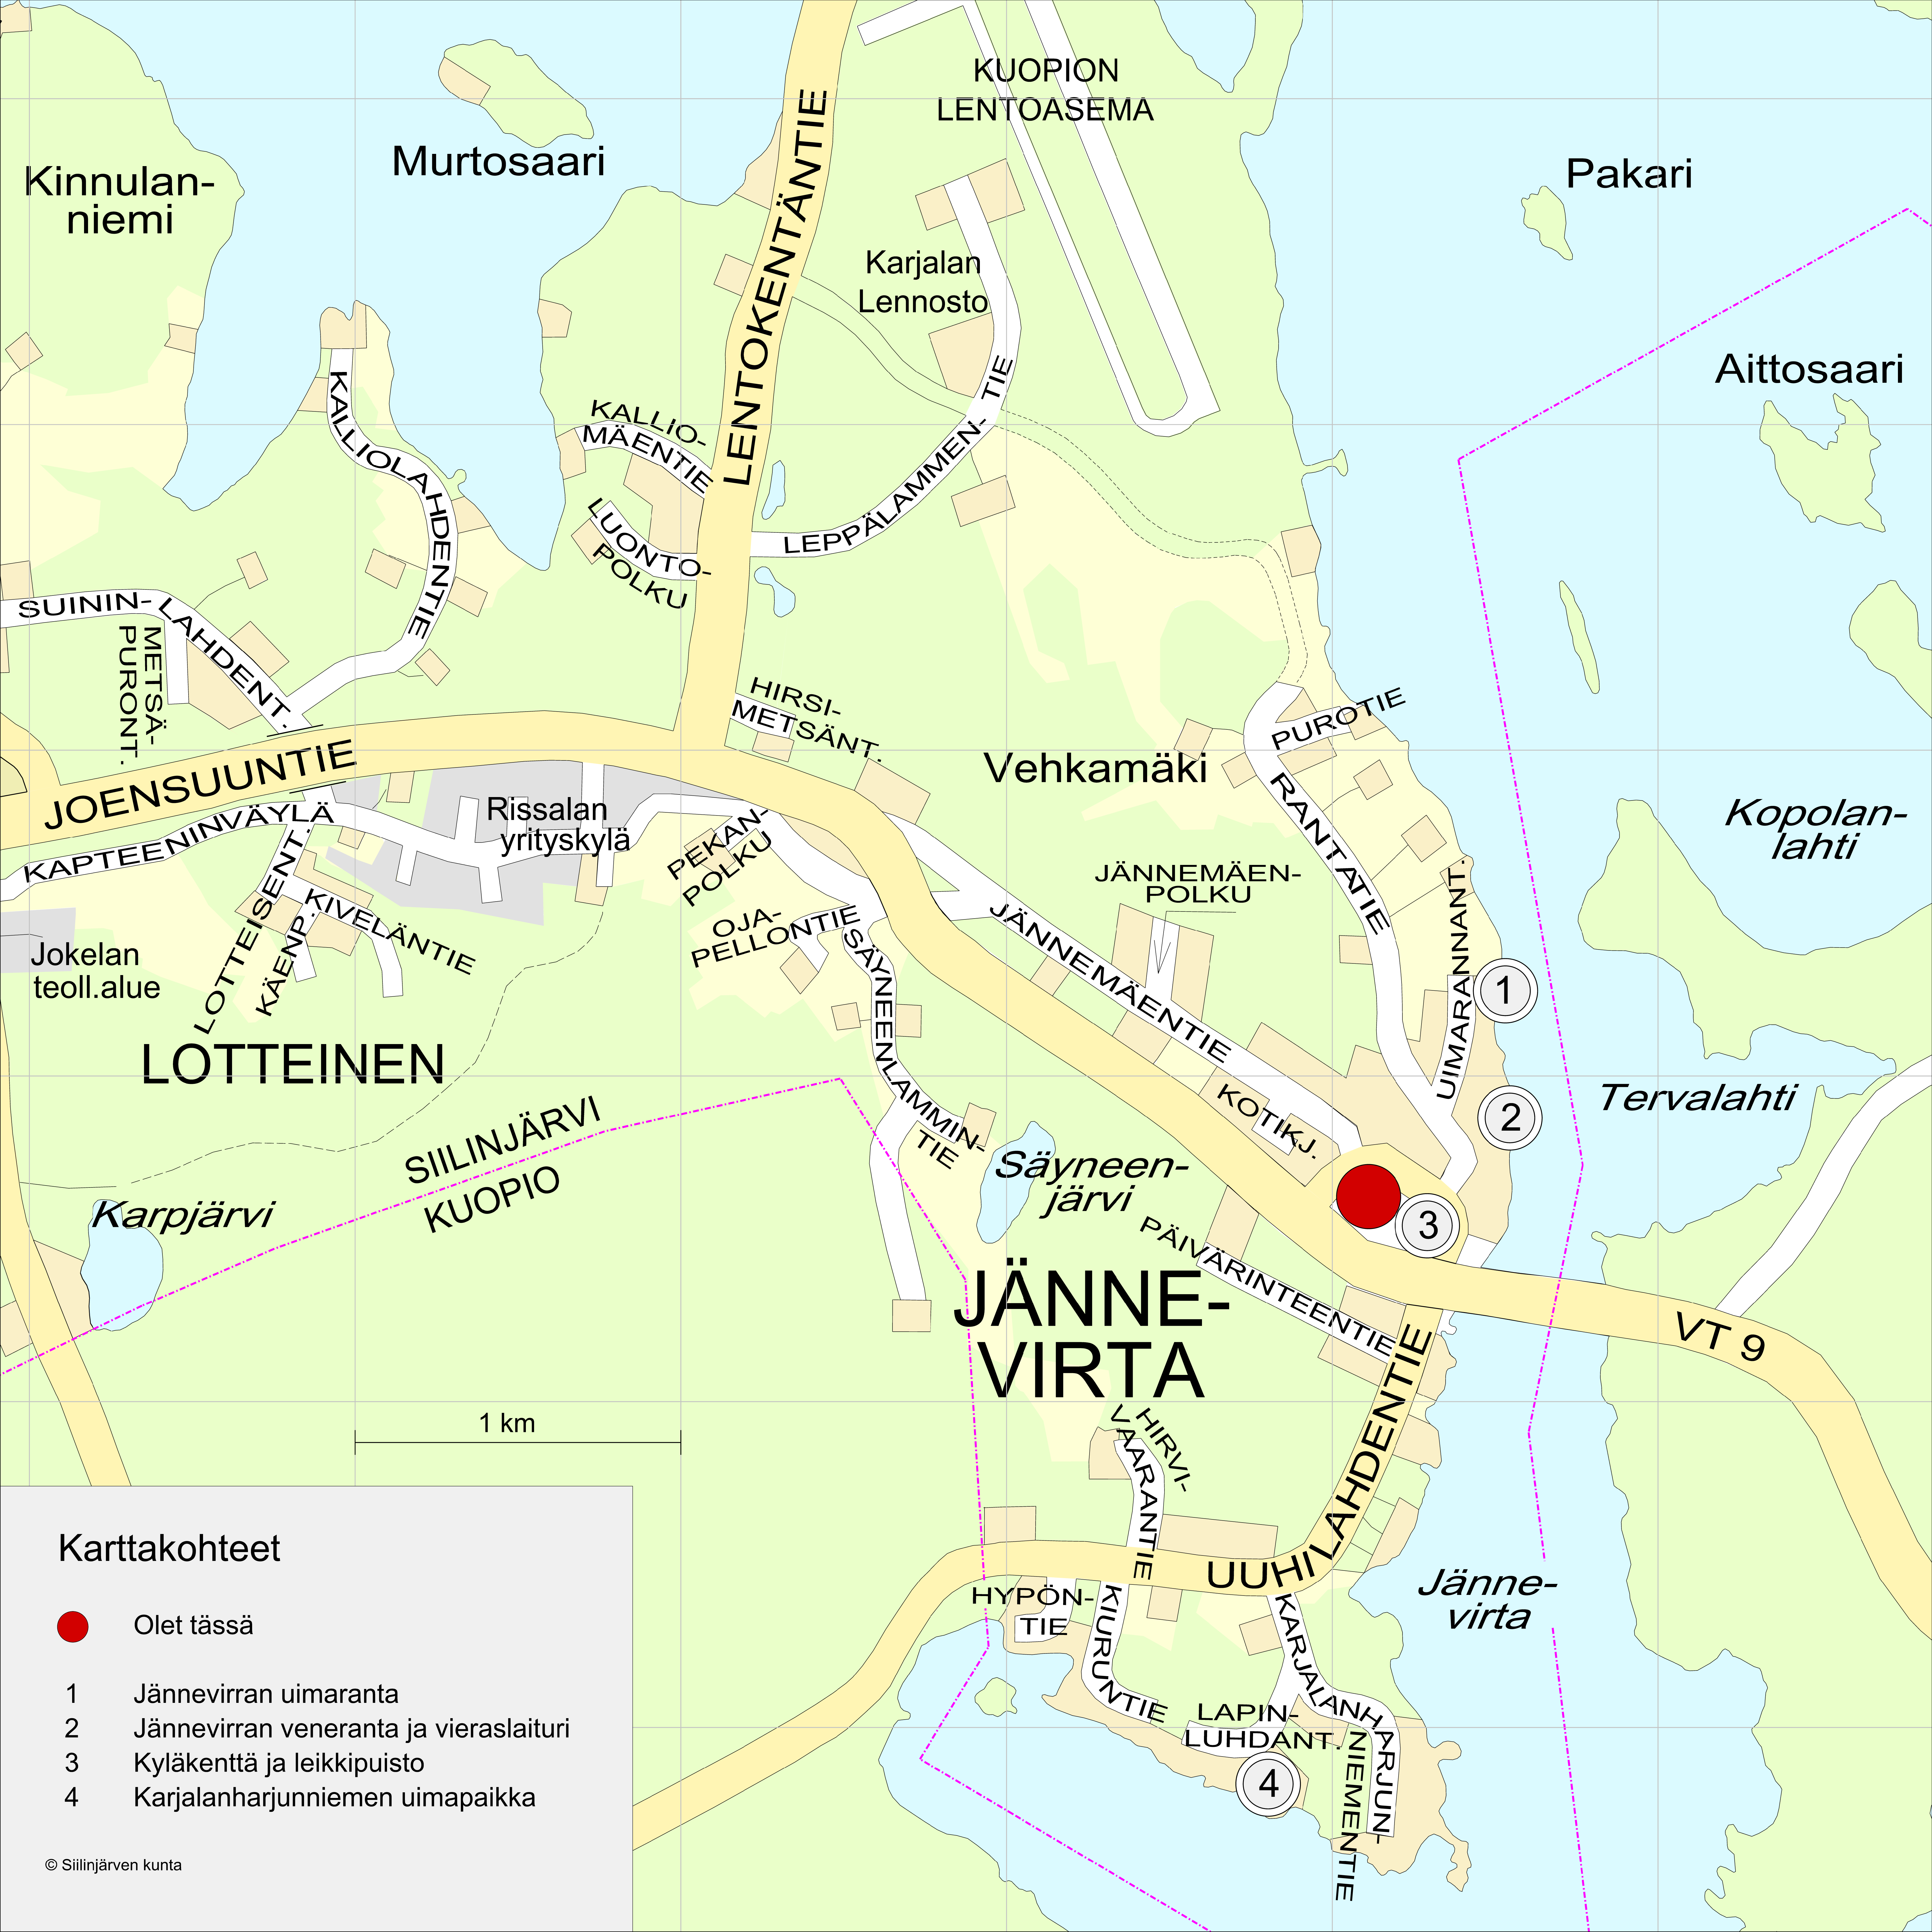 KUOPION
LENTOASEMA
Kinnulan-
niemi
Murtosaari
Pakari
LENTOKENTÄNTIE
Karjalan
Lennosto
Aittosaari
KALLIOLAHDENTIE
KALLIO-
MÄENTIE
LUONTO-
POLKU
LEPPÄLAMMEN-
TIE
SUININ-
LAHDENT.
METSÄ-
PURONT.
HIRSI-
METSÄNT.
JOENSUUNTIE
KAPTEENINVÄYLÄ
Rissalan
yrityskylä
PEKAN-
POLKU
OJA-
PELLONTIE
Vehkamäki
PUROTIE
RANTATIE
Kopolan-
lahti
JÄNNEMÄEN-
POLKU
JÄNNEMÄENTIE
UIMARANNANT.
LOTTEISENT.
KÄENP.
KIVELÄNTIE
Jokelan
teoll.alue
LOTTEINEN
SÄYNEENLAMMIN-
TIE
1
2
3
KOTIKJ.
Tervalahti
SIILINJÄRVI
KUOPIO
Karpjärvi
Säyneen-
järvi
PÄIVÄRINTEENTIE
JÄNNE-
VIRTA
VT 9
UUHILAHDENTIE
1 km
HIRVI-
VAARANTIE
HYPÖN-
TIE
KIURUNTIE
KARJALANHARJUN-
NIEMENTIE
LAPIN-
LUHDANT.
4
Jänne-
virta
Karttakohteet
Olet tässä
1 Jännevirran uimaranta
2 Jännevirran veneranta ja vieraslaituri
3 Kyläkenttä ja leikkipuisto
4 Karjalanharjunniemen uimapaikka
© Siilinjärven kunta